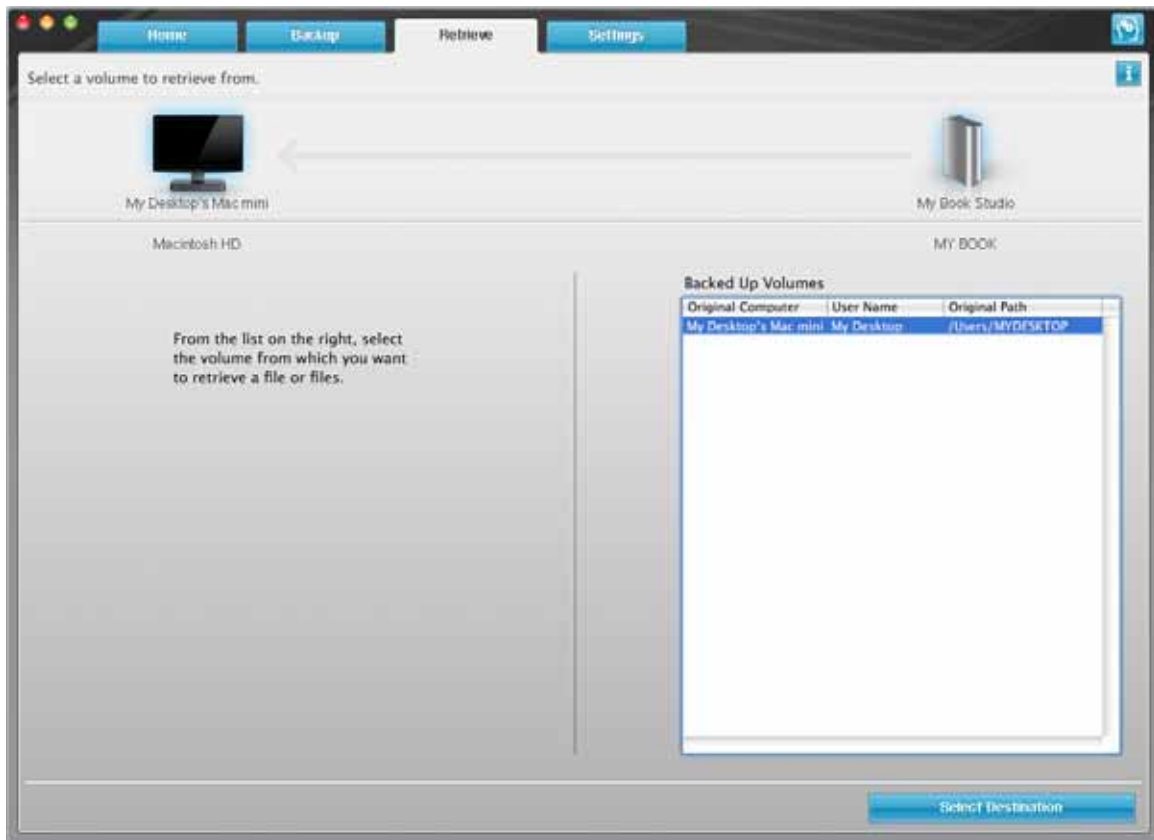 Home Backup Retrieve Settings
Select a volume to retrieve from.
i
My Desktop's Mac mini My Book Studio
Macintosh HD MY BOOK
Backed Up Volumes
Original Computer User Name Original Path
My Desktop's Mac mini My Desktop /Users/MYDESKTOP
From the list on the right, select
the volume from which you want
to retrieve a file or files.
Select Destination